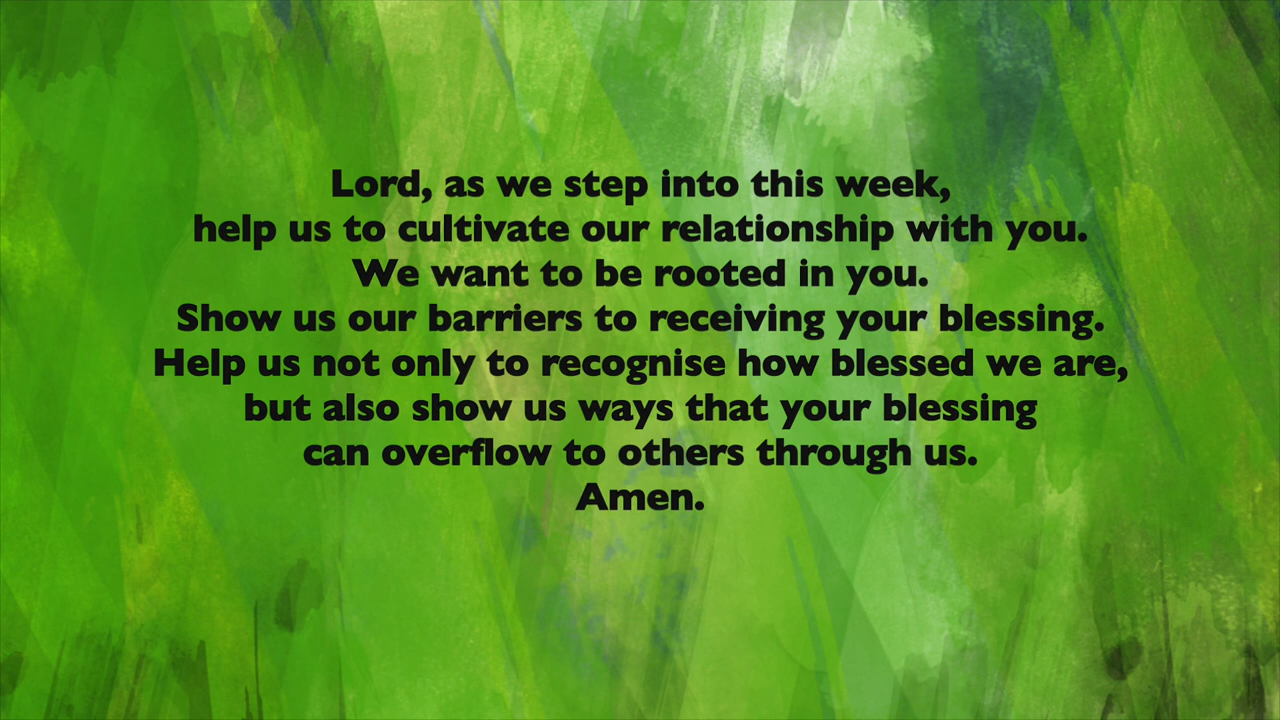 Lord, as we step into this week,
help us to cultivate our relationship with you.
We want to be rooted in you.
Show us our barriers to receiving your blessing.
Help us not only to recognise how blessed we are,
but also show us ways that your blessing
can overflow to others through us.
Amen.